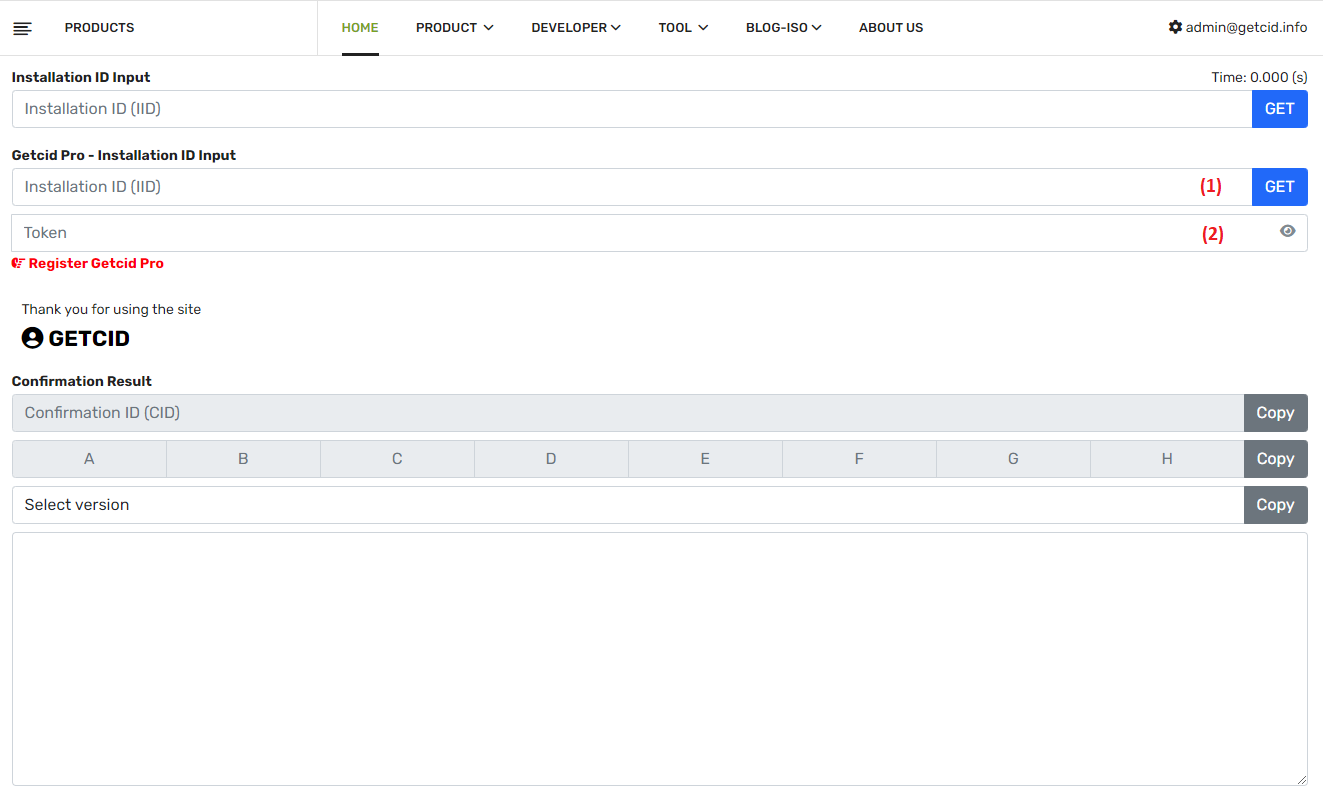 PRODUCTS HOME PRODUCT DEVELOPER TOOL BLOG-ISO ABOUT US admin@getcid.info
Installation ID Input Time: 0.000 (s)
Installation ID (IID) GET
Getcid Pro - Installation ID Input
Installation ID (IID) (1) GET
Token (2)
Register Getcid Pro
Thank you for using the site
GETCID
Confirmation Result
Confirmation ID (CID) Copy
A B C D E F G H Copy
Select version Copy